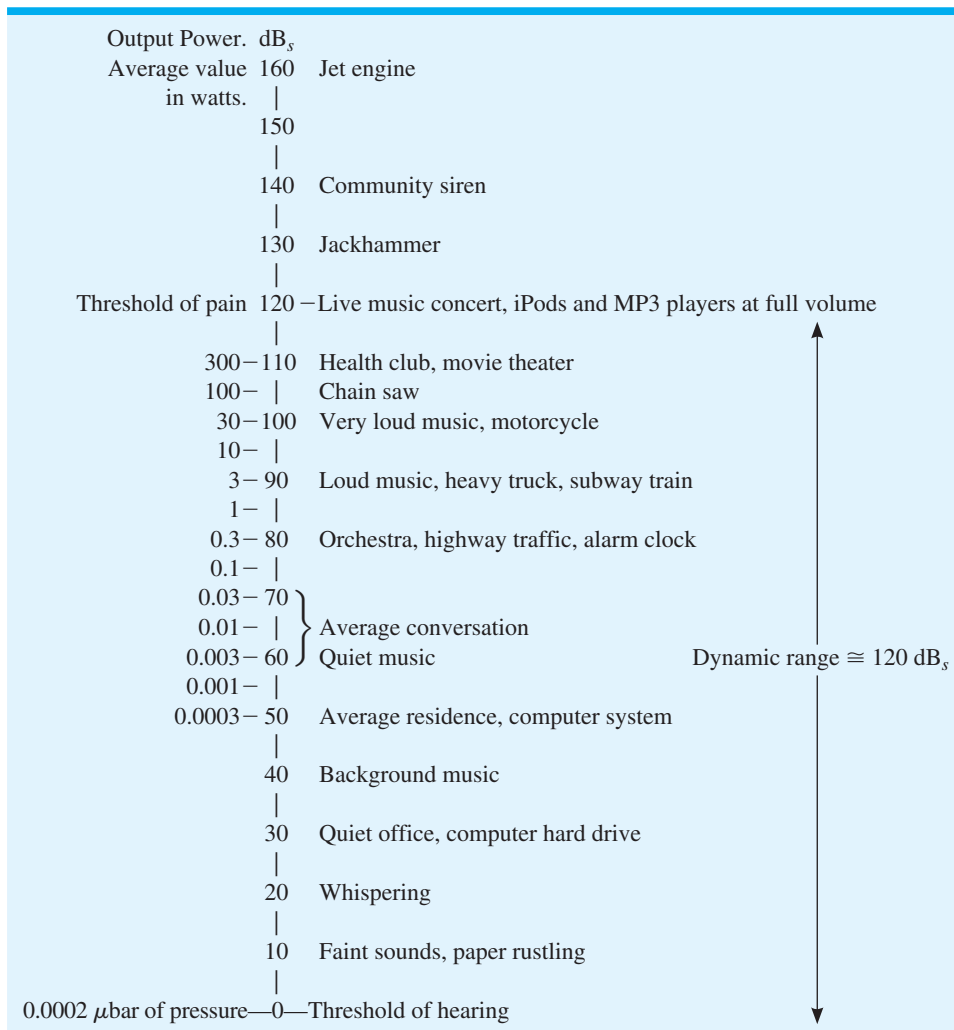 Output Power. dBs
Average value 160 Jet engine
in watts. |
150
|
140 Community siren
|
130 Jackhammer
|
Threshold of pain 120 – Live music concert, iPods and MP3 players at full volume
|
300 – 110 Health club, movie theater
100 – | Chain saw
30 – 100 Very loud music, motorcycle
10 – |
3 – 90 Loud music, heavy truck, subway train
1 – |
0.3 – 80 Orchestra, highway traffic, alarm clock
0.1 – |
0.03 – 70
0.01 – | Average conversation
0.003 – 60 Quiet music Dynamic range ≅ 120 dBs
0.001 – |
0.0003 – 50 Average residence, computer system
|
40 Background music
|
30 Quiet office, computer hard drive
|
20 Whispering
|
10 Faint sounds, paper rustling
|
0.0002 μbar of pressure—0—Threshold of hearing